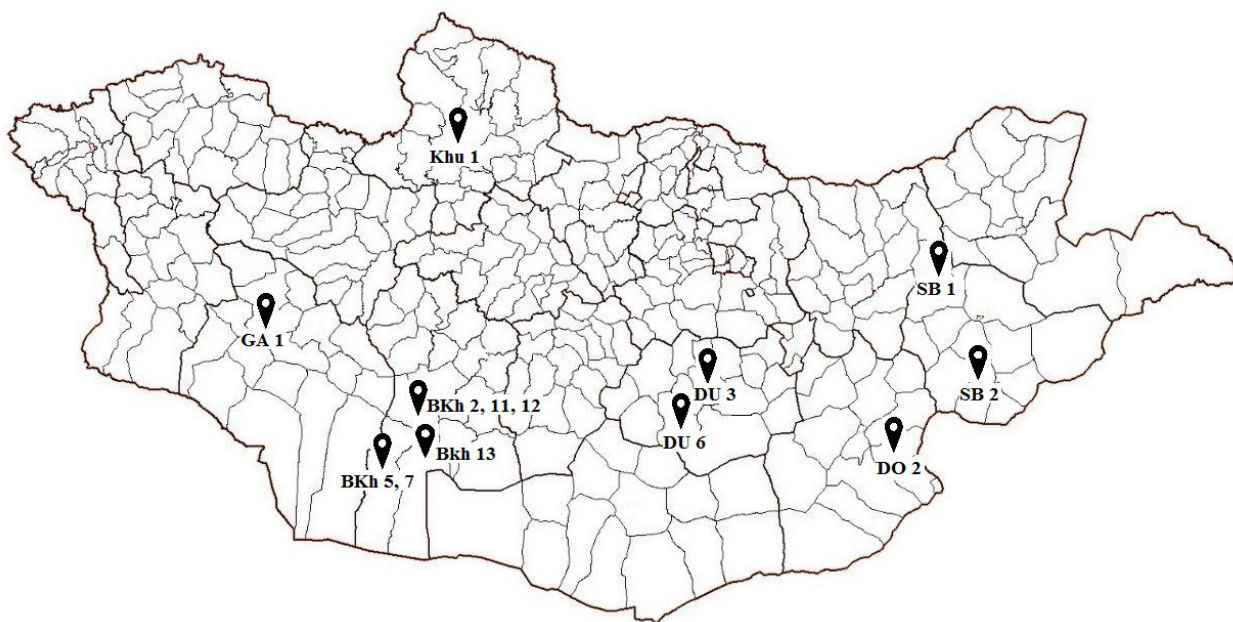 Khu 1
SB 1
GA 1
DU 3
SB 2
BKh 2, 11, 12
DU 6
Bkh 13
DO 2
BKh 5, 7